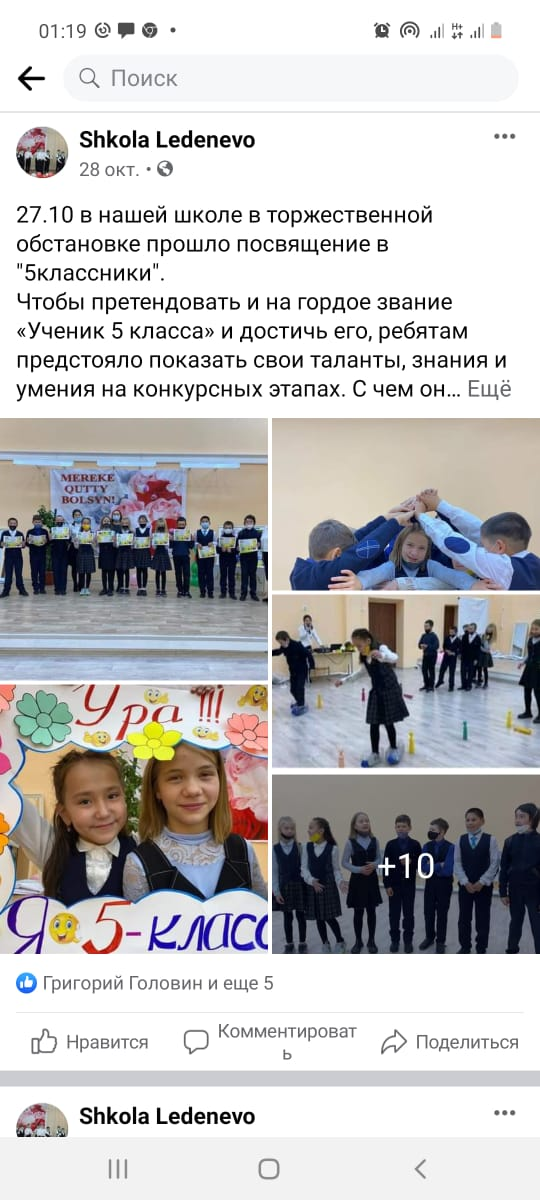 01:19
H+
Поиск
Shkola Ledenevo
28 окт.
27.10 в нашей школе в торжественной
обстановке прошло посвящение в
"5классники".
Чтобы претендовать и на гордое звание
«Ученик 5 класса» и достичь его, ребятам
предстояло показать свои таланты, знания и
умения на конкурсных этапах. С чем он... Ещё
MEREKE
QUTTY
BOLSYN!
Ура !!!
Я 5-класс
+10
Григорий Головин и еще 5
Нравится
Комментироват
ь
Поделиться
Shkola Ledenevo